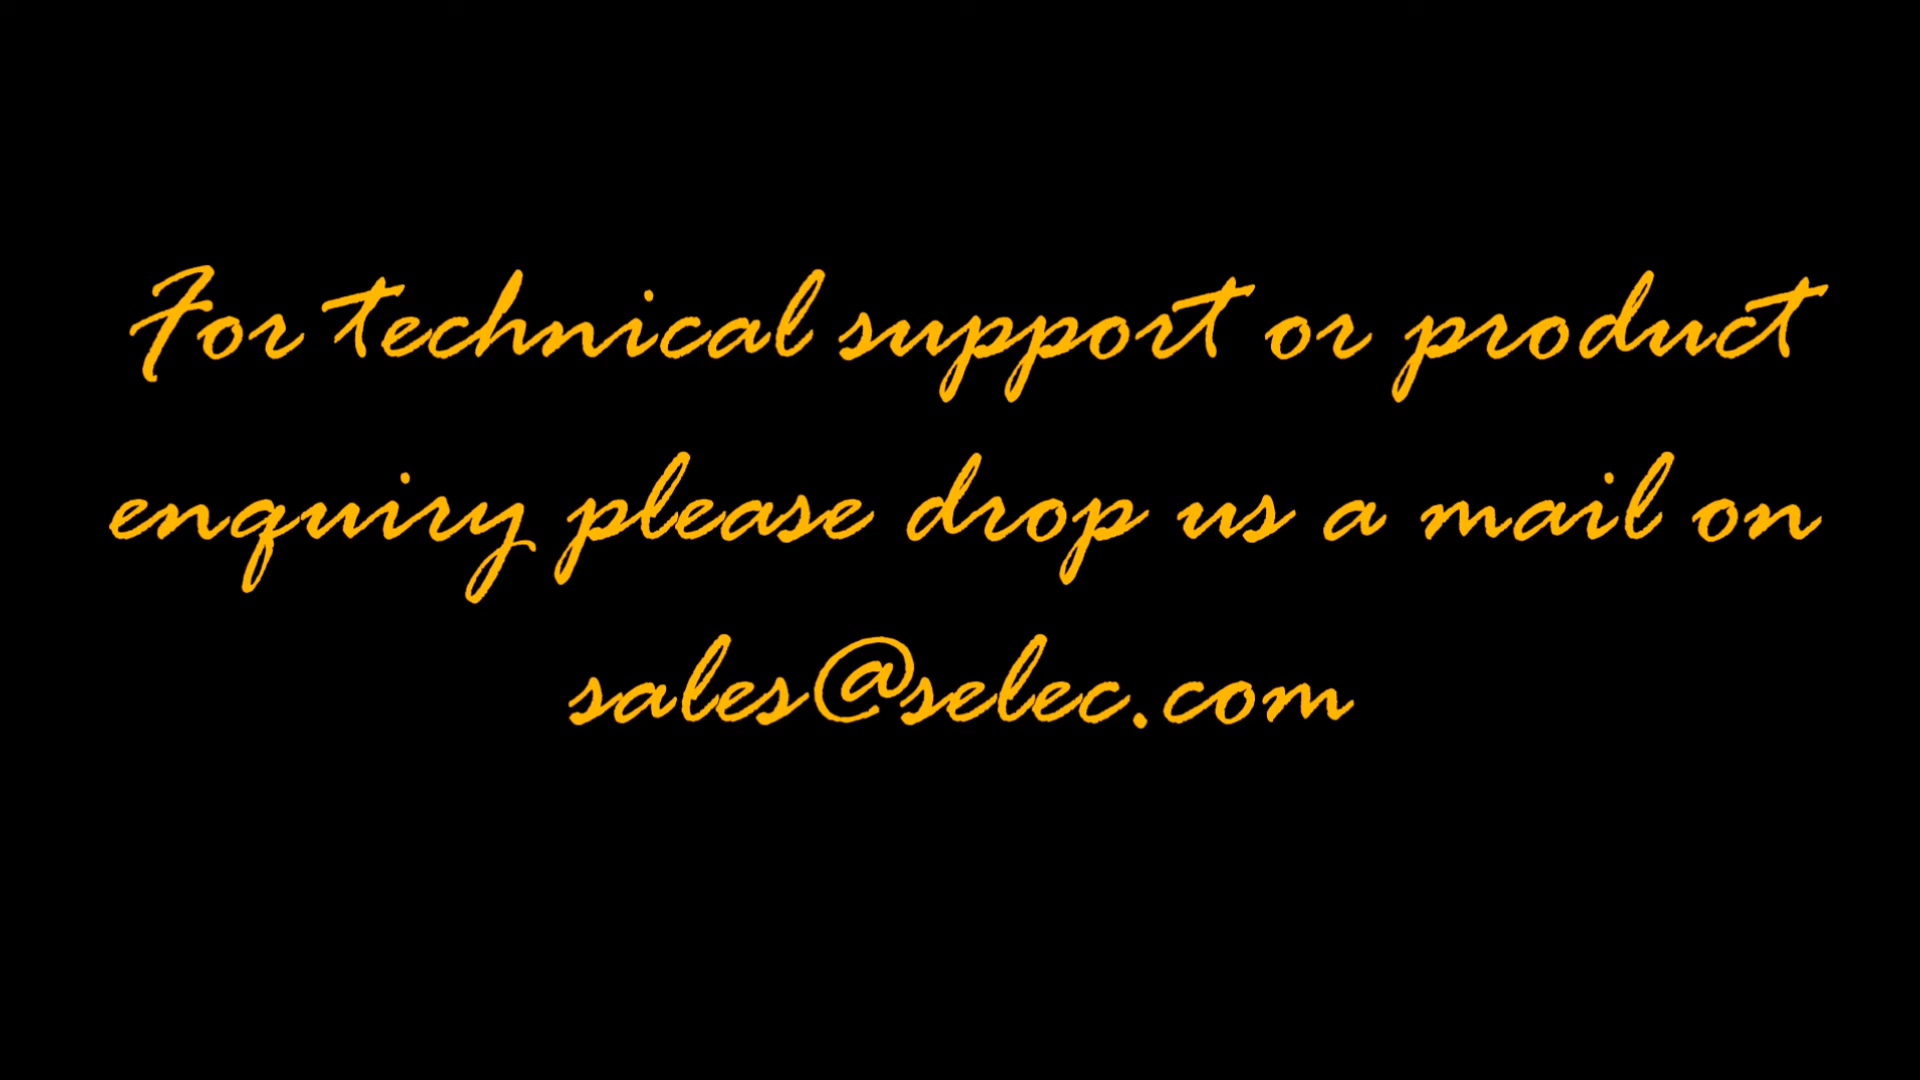 For technical support or product
enquiry please drop us a mail on
sales@selec.com